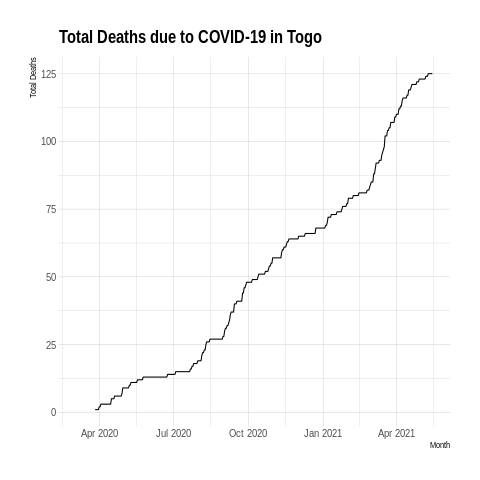 Total Deaths due to COVID-19 in Togo
Total Deaths
125
100
75
50
25
0
Apr 2020 Jul 2020 Oct 2020 Jan 2021 Apr 2021
Month